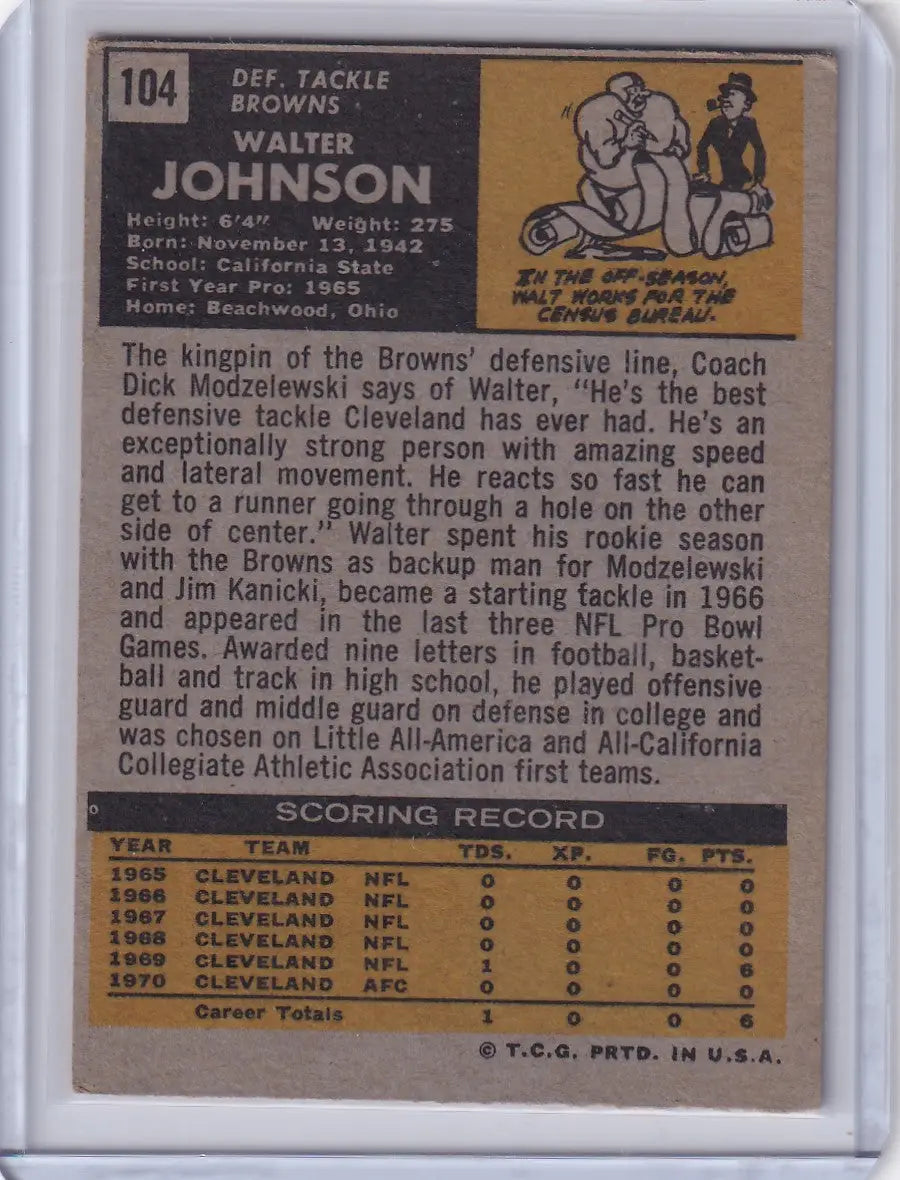 104
DEF. TACKLE
BROWNS
WALTER
JOHNSON
Height: 6'4" Weight: 275
Born: November 13, 1942
School: California State
First Year Pro: 1965
Home: Beachwood, Ohio
IN THE OFF-SEASON,
WALT WORKS FOR THE
CENSUS BUREAU.
The kingpin of the Browns' defensive line, Coach
Dick Modzelewski says of Walter, "He's the best
defensive tackle Cleveland has ever had. He's an
exceptionally strong person with amazing speed
and lateral movement. He reacts so fast he can
get to a runner going through a hole on the other
side of center." Walter spent his rookie season
with the Browns as backup man for Modzelewski
and Jim Kanicki, became a starting tackle in 1966
and appeared in the last three NFL Pro Bowl
Games. Awarded nine letters in football, basket-
ball and track in high school, he played offensive
guard and middle guard on defense in college and
was chosen on Little All-America and All-California
Collegiate Athletic Association first teams.
SCORING RECORD
YEAR TEAM TDS. XP. FG. PTS.
1965 CLEVELAND NFL 0 0 0 0
1966 CLEVELAND NFL 0 0 0 0
1967 CLEVELAND NFL 0 0 0 0
1968 CLEVELAND NFL 0 0 0 0
1969 CLEVELAND NFL 1 0 0 6
1970 CLEVELAND AFC 0 0 0 0
Career Totals 1 0 0 6
© T.C.G. PRTD. IN U.S.A.